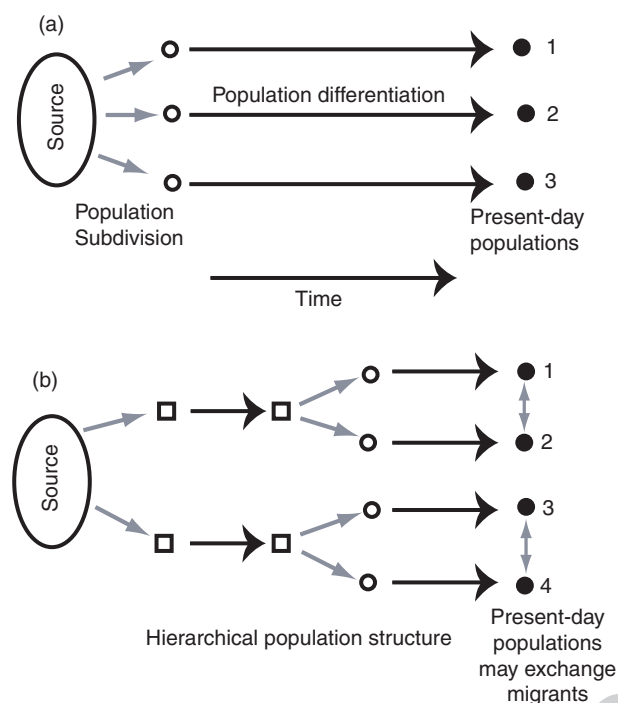 (a)
Source
1
Population differentiation
2
3
Population
Subdivision
Present-day
populations
Time
(b)
Source
1
2
3
4
Hierarchical population structure
Present-day
populations
may exchange
migrants